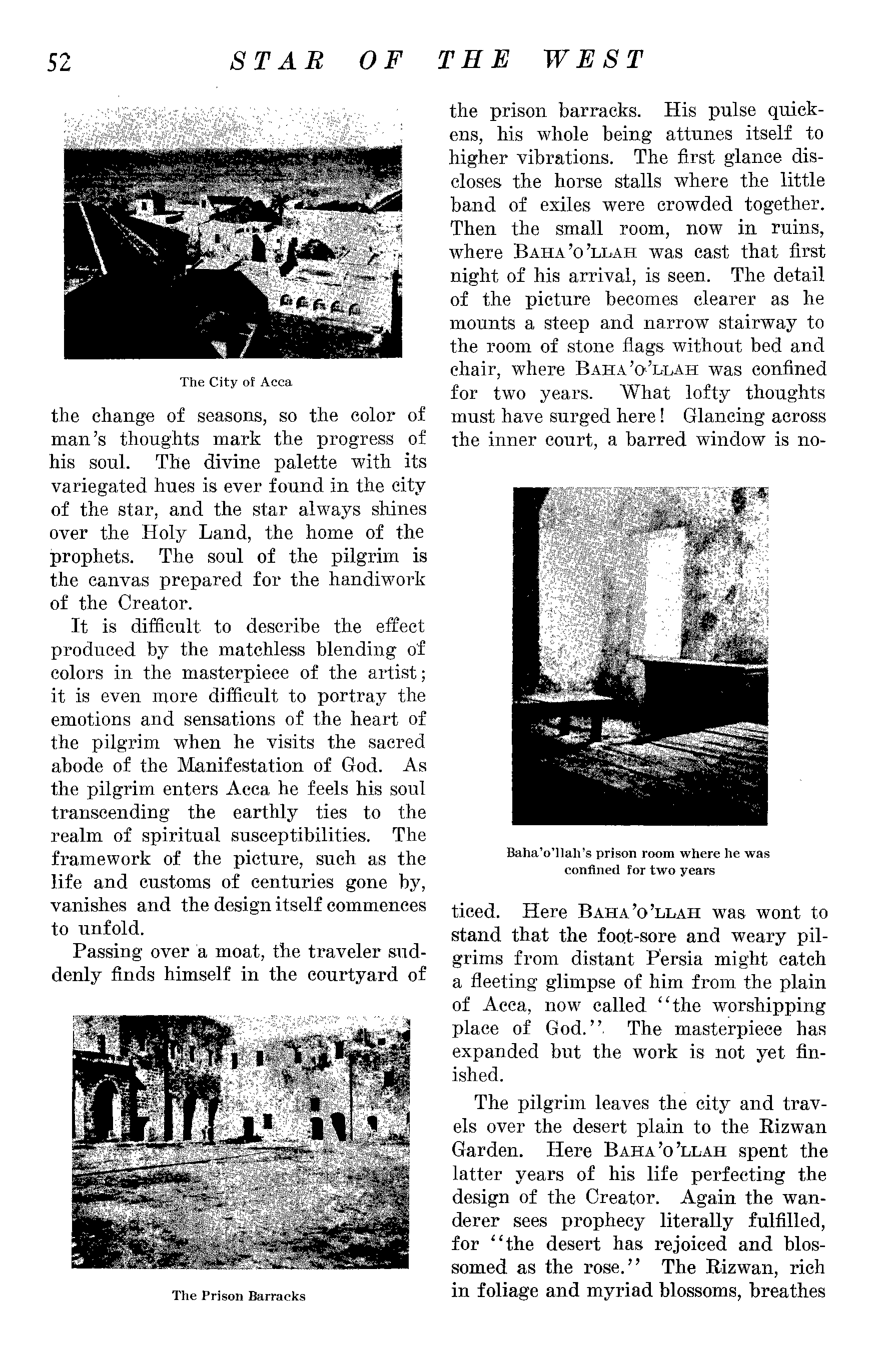 52
STAR OF THE WEST
The City of Acca
the change of seasons, so the color of
man's thoughts mark the progress of
his soul. The divine palette with its
variegated hues is ever found in the city
of the star, and the star always shines
over the Holy Land, the home of the
prophets. The soul of the pilgrim is
the canvas prepared for the handiwork
of the Creator.
It is difficult to describe the effect
produced by the matchless blending of
colors in the masterpiece of the artist;
it is even more difficult to portray the
emotions and sensations of the heart of
the pilgrim when he visits the sacred
abode of the Manifestation of God. As
the pilgrim enters Acca he feels his soul
transcending the earthly ties to the
realm of spiritual susceptibilities. The
framework of the picture, such as the
life and customs of centuries gone by,
vanishes and the design itself commences
to unfold.
Passing over a moat, the traveler sud-
denly finds himself in the courtyard of
The Prison Barracks
the prison barracks. His pulse quick-
ens, his whole being attunes itself to
higher vibrations. The first glance dis-
closes the horse stalls where the little
band of exiles were crowded together.
Then the small room, now in ruins,
where BAHA'O'LLAH was cast that first
night of his arrival, is seen. The detail
of the picture becomes clearer as he
mounts a steep and narrow stairway to
the room of stone flags without bed and
chair, where BAHA'O'LLAH was confined
for two years. What lofty thoughts
must have surged here! Glancing across
the inner court, a barred window is no-
Baha'o'llah's prison room where he was
confined for two years
ticed. Here BAHA'O'LLAH was wont to
stand that the foot-sore and weary pil-
grims from distant Persia might catch
a fleeting glimpse of him from the plain
of Acca, now called "the worshipping
place of God." The masterpiece has
expanded but the work is not yet fin-
ished.
The pilgrim leaves the city and trav-
els over the desert plain to the Rizwan
Garden. Here BAHA'O'LLAH spent the
latter years of his life perfecting the
design of the Creator. Again the wan-
derer sees prophecy literally fulfilled,
for "the desert has rejoiced and blos-
somed as the rose." The Rizwan, rich
in foliage and myriad blossoms, breathes